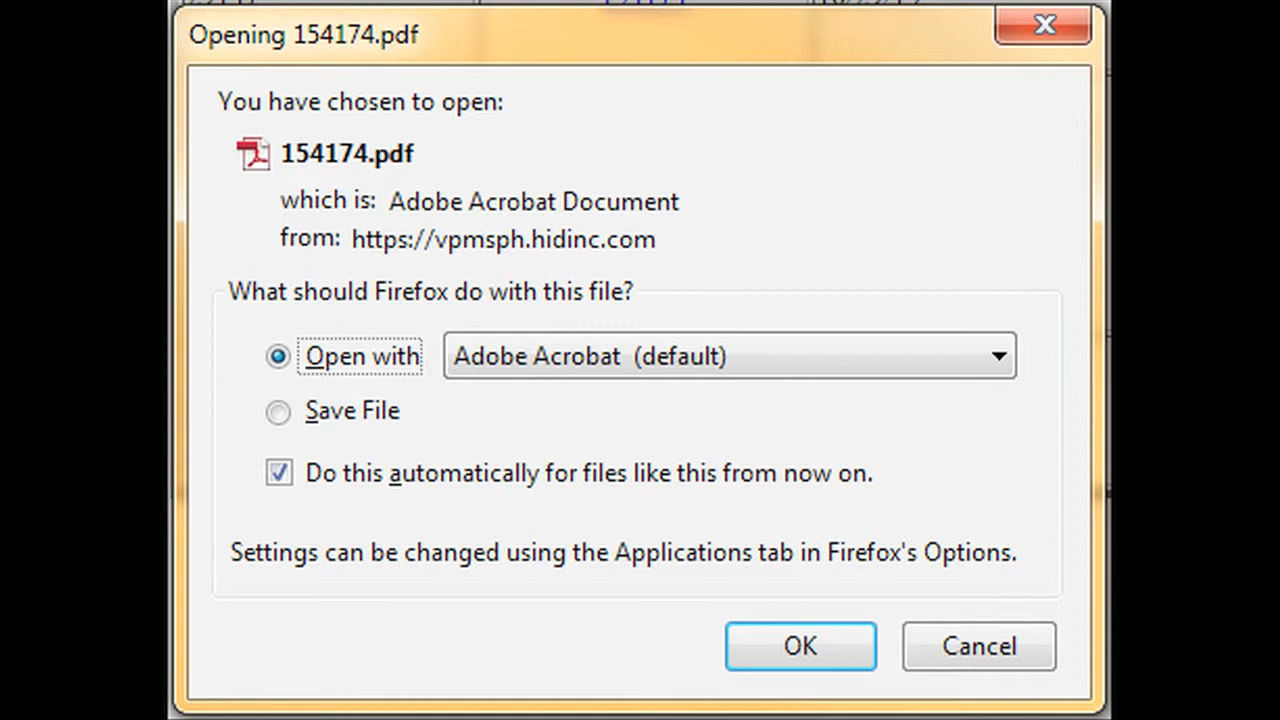 Opening 154174.pdf
You have chosen to open:
154174.pdf
which is: Adobe Acrobat Document
from: https://vpmsph.hidinc.com
What should Firefox do with this file?
Open with Adobe Acrobat (default)
Save File
Do this automatically for files like this from now on.
Settings can be changed using the Applications tab in Firefox's Options.
OK Cancel